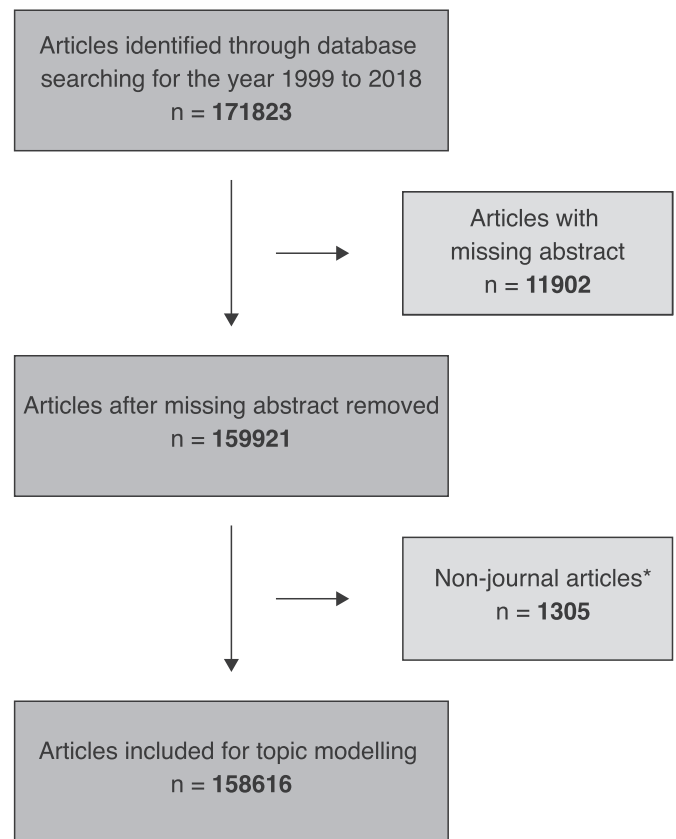 Articles identified through database
searching for the year 1999 to 2018
n = 171823
Articles with
missing abstract
n = 11902
Articles after missing abstract removed
n = 159921
Non-journal articles*
n = 1305
Articles included for topic modelling
n = 158616